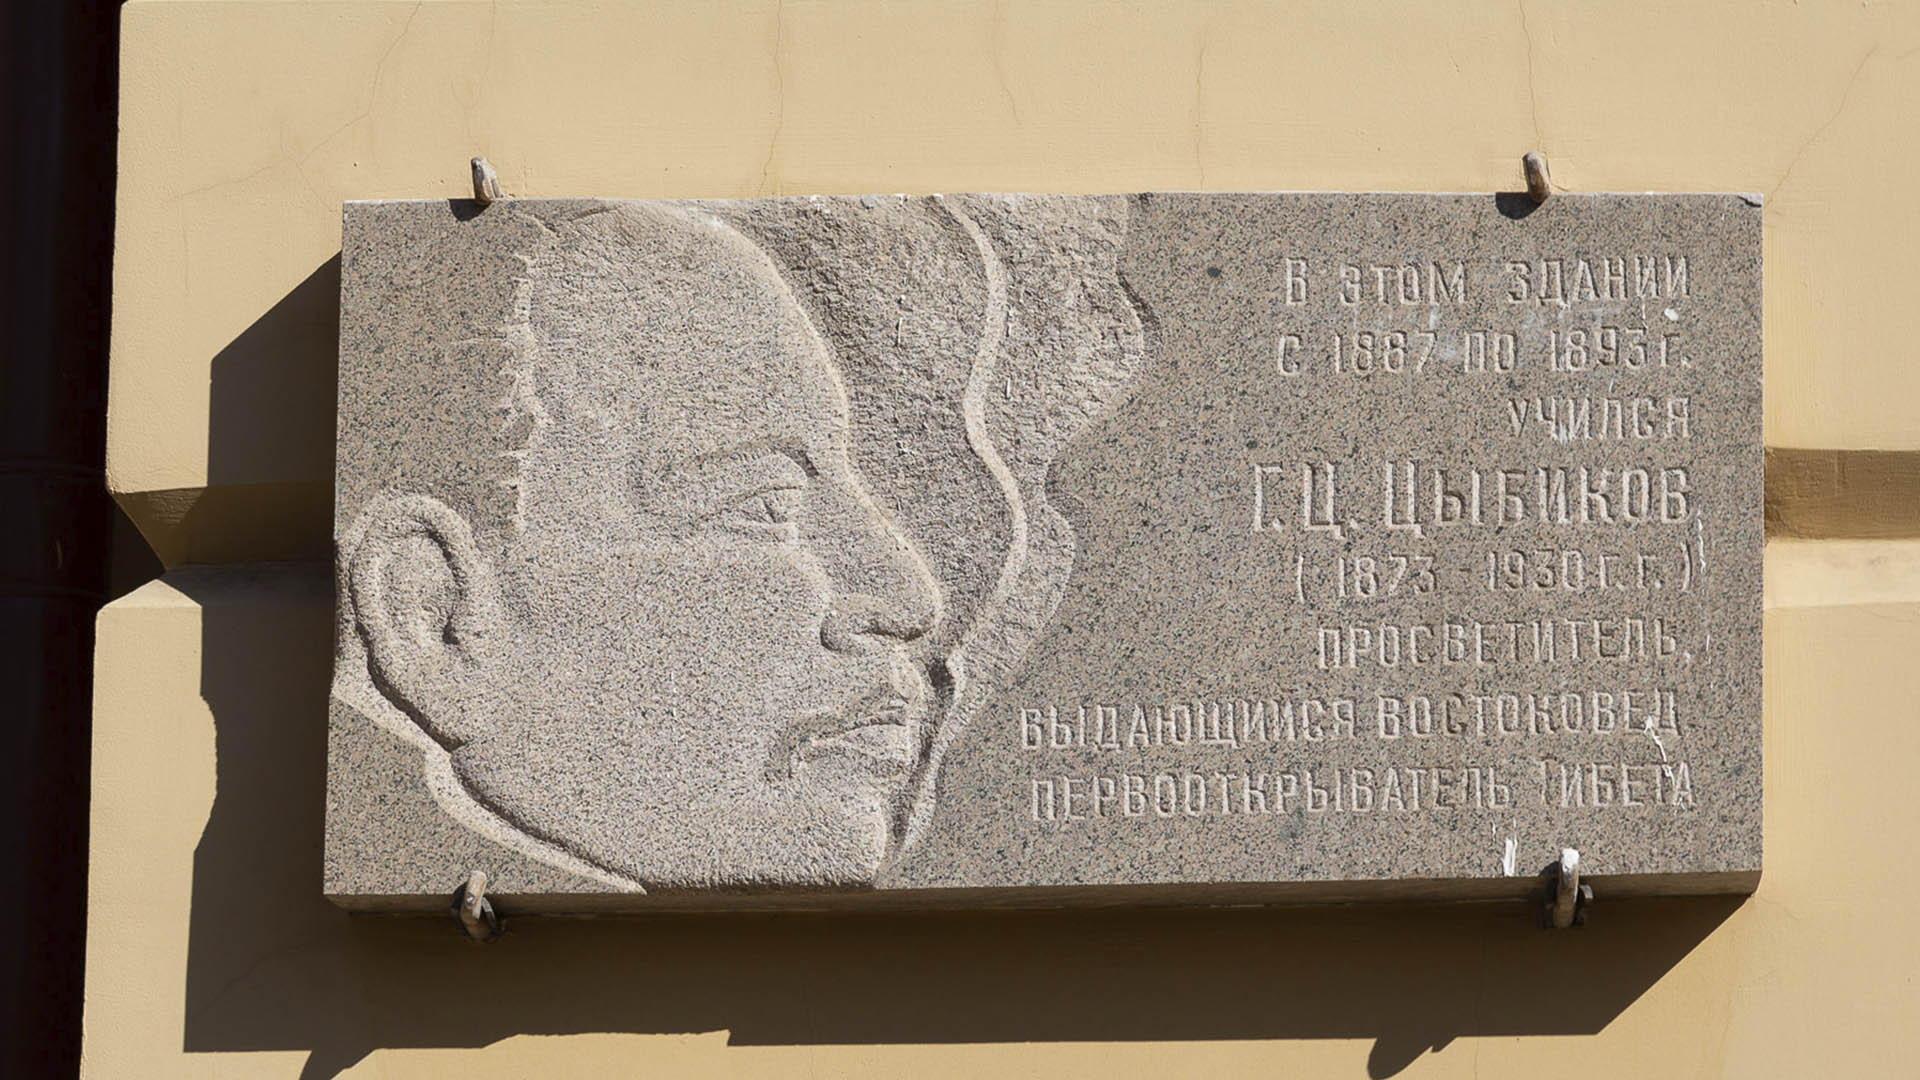 В ЭТОМ ЗДАНИИ
С 1887 ПО 1893 г.
УЧИЛСЯ
Г. Ц. ЦЫБИКОВ
( 1873 - 1930 г. г. )
ПРОСВЕТИТЕЛЬ,
ВЫДАЮЩИЙСЯ ВОСТОКОВЕД
ПЕРВООТКРЫВАТЕЛЬ ТИБЕТА